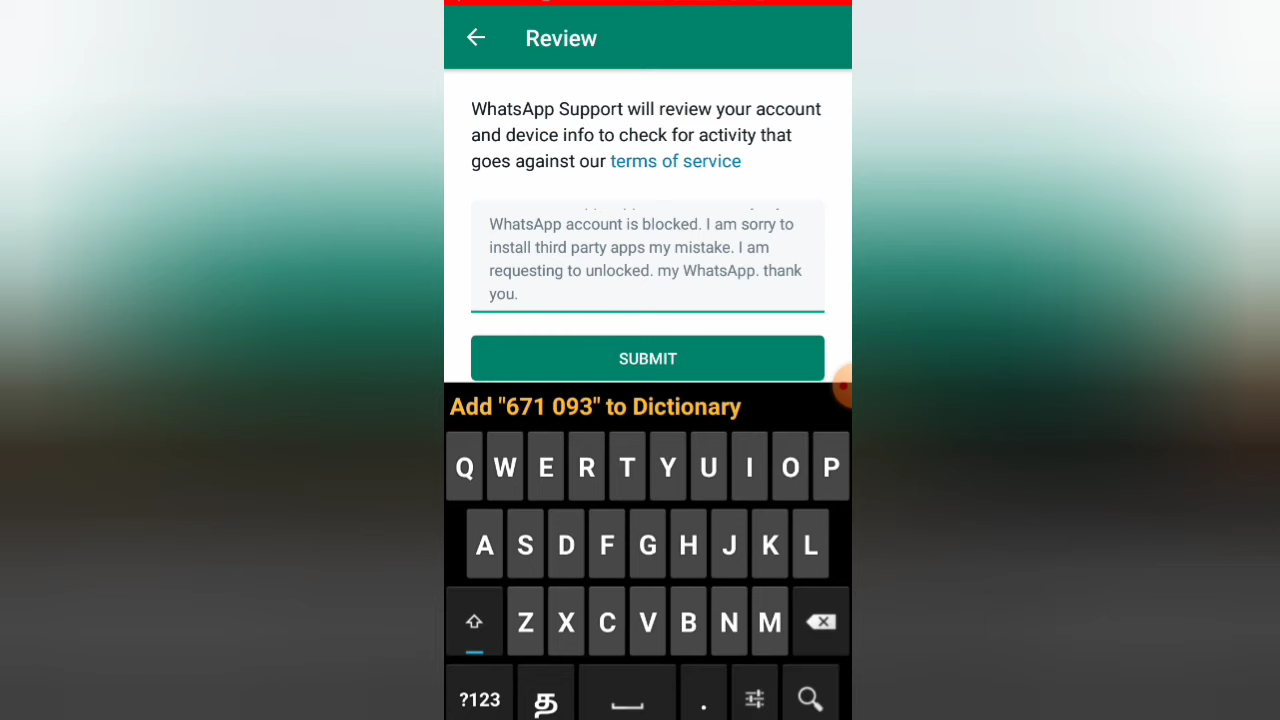 Review
WhatsApp Support will review your account
and device info to check for activity that
goes against our terms of service
WhatsApp account is blocked. I am sorry to
install third party apps my mistake. I am
requesting to unlocked. my WhatsApp. thank
you.
SUBMIT
Add "671 093" to Dictionary
Q W E R T Y U I O P
A S D F G H J K L
Z X C V B N M
?123 த .